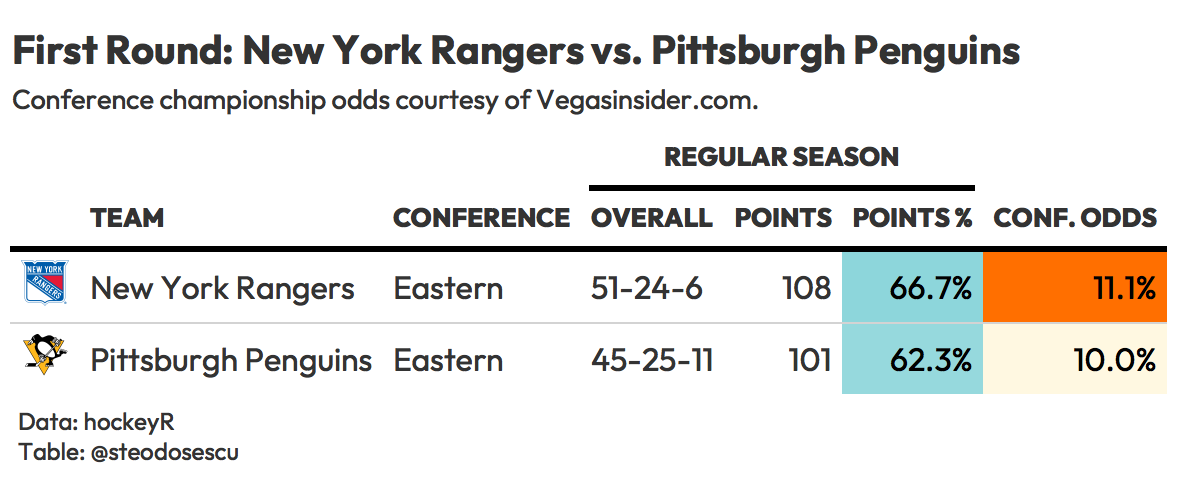 First Round: New York Rangers vs. Pittsburgh Penguins
Conference championship odds courtesy of Vegasinsider.com.
REGULAR SEASON
TEAM CONFERENCE OVERALL POINTS POINTS % CONF. ODDS
NEW YORK
RANGERS
New York Rangers Eastern 51-24-6 108 66.7% 11.1%
Pittsburgh Penguins Eastern 45-25-11 101 62.3% 10.0%
Data: hockeyR
Table: @steodosescu